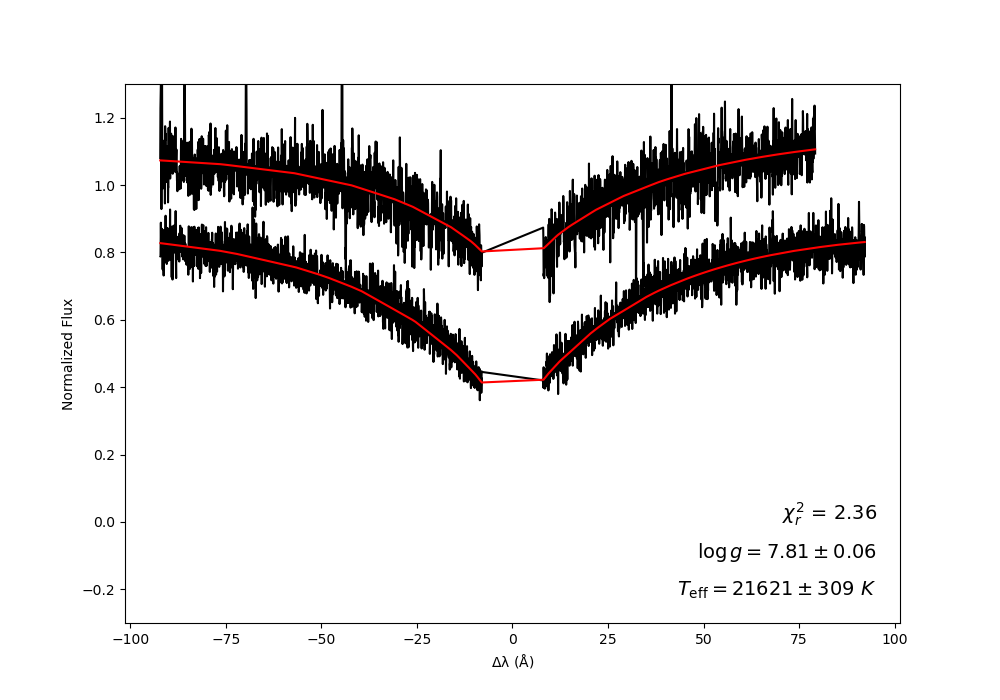 1.2
1.0
0.8
0.6
0.4
0.2
0.0
−0.2
Normalized Flux
χ²ᵣ = 2.36
log g = 7.81 ± 0.06
T_eff = 21621 ± 309 K
−100 −75 −50 −25 0 25 50 75 100
Δλ (Å)